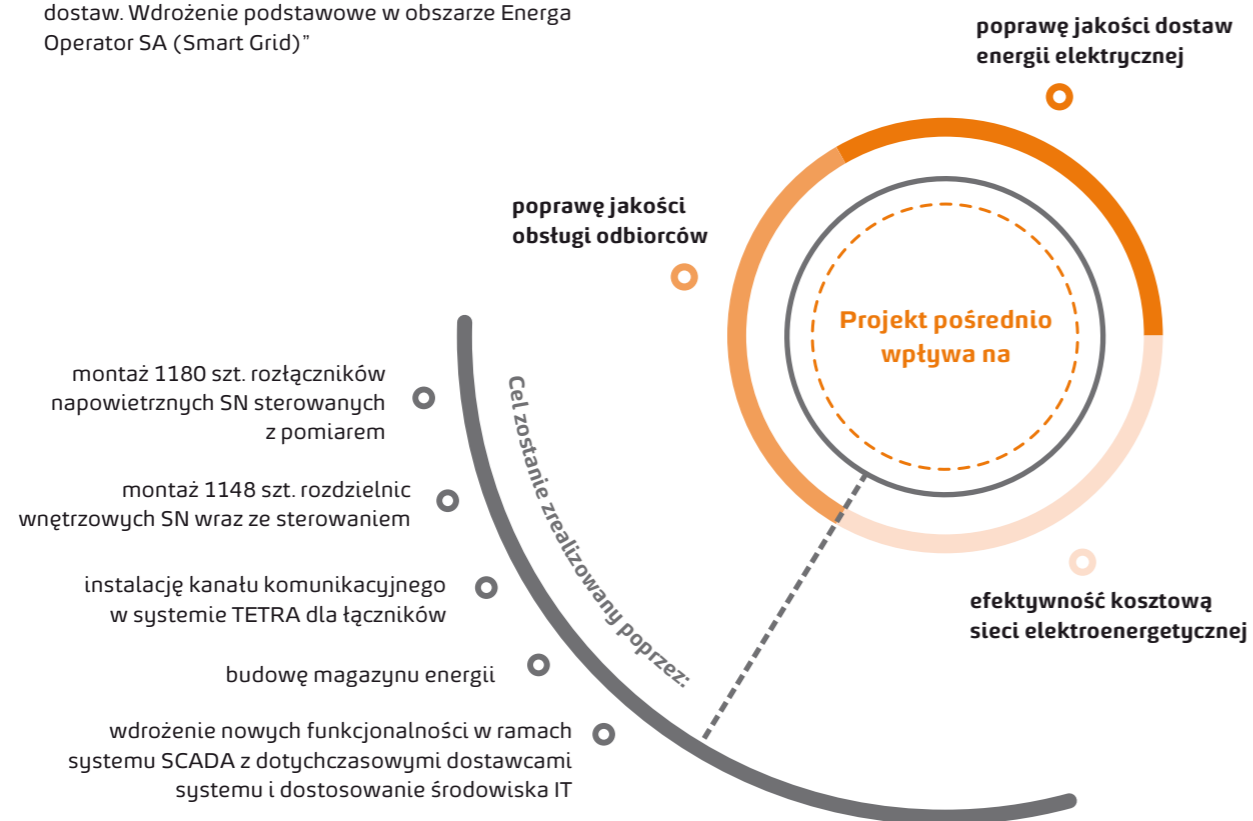 dostaw. Wdrożenie podstawowe w obszarze Energa
Operator SA (Smart Grid)”
poprawę jakości dostaw
energii elektrycznej
poprawę jakości
obsługi odbiorców
Projekt pośrednio
wpływa na
efektywność kosztową
sieci elektroenergetycznej
Cel zostanie zrealizowany poprzez:
montaż 1180 szt. rozłączników
napowietrznych SN sterowanych
z pomiarem
montaż 1148 szt. rozdzielnic
wnętrzowych SN wraz ze sterowaniem
instalację kanału komunikacyjnego
w systemie TETRA dla łączników
budowę magazynu energii
wdrożenie nowych funkcjonalności w ramach
systemu SCADA z dotychczasowymi dostawcami
systemu i dostosowanie środowiska IT